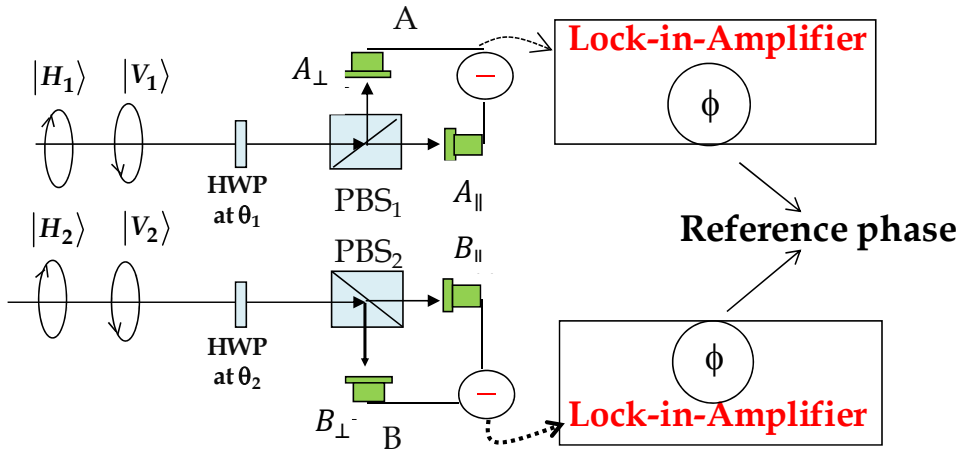 A
Lock-in-Amplifier
A⊥
−
|H₁⟩
|V₁⟩
ϕ
HWP
at θ₁
PBS₁
A∥
|H₂⟩
|V₂⟩
PBS₂
B∥
Reference phase
HWP
at θ₂
ϕ
−
Lock-in-Amplifier
B⊥
B